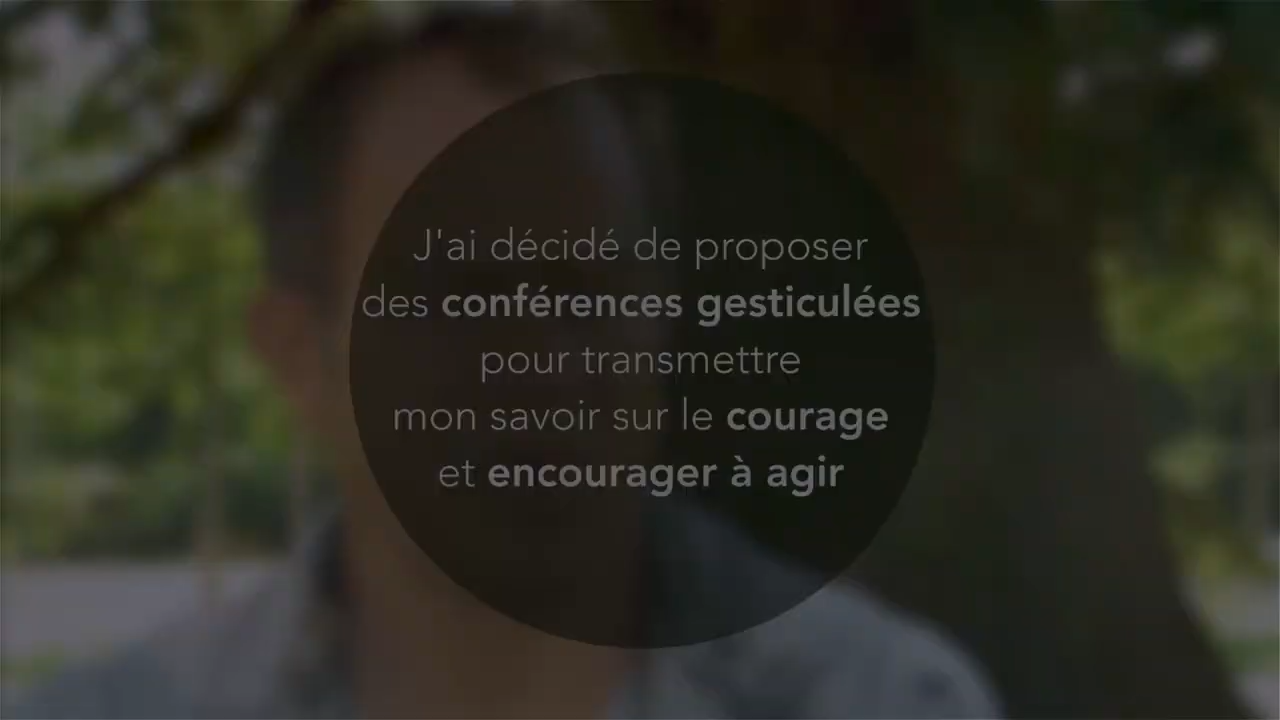 J'ai décidé de proposer
des conférences gesticulées
pour transmettre
mon savoir sur le courage
et encourager à agir